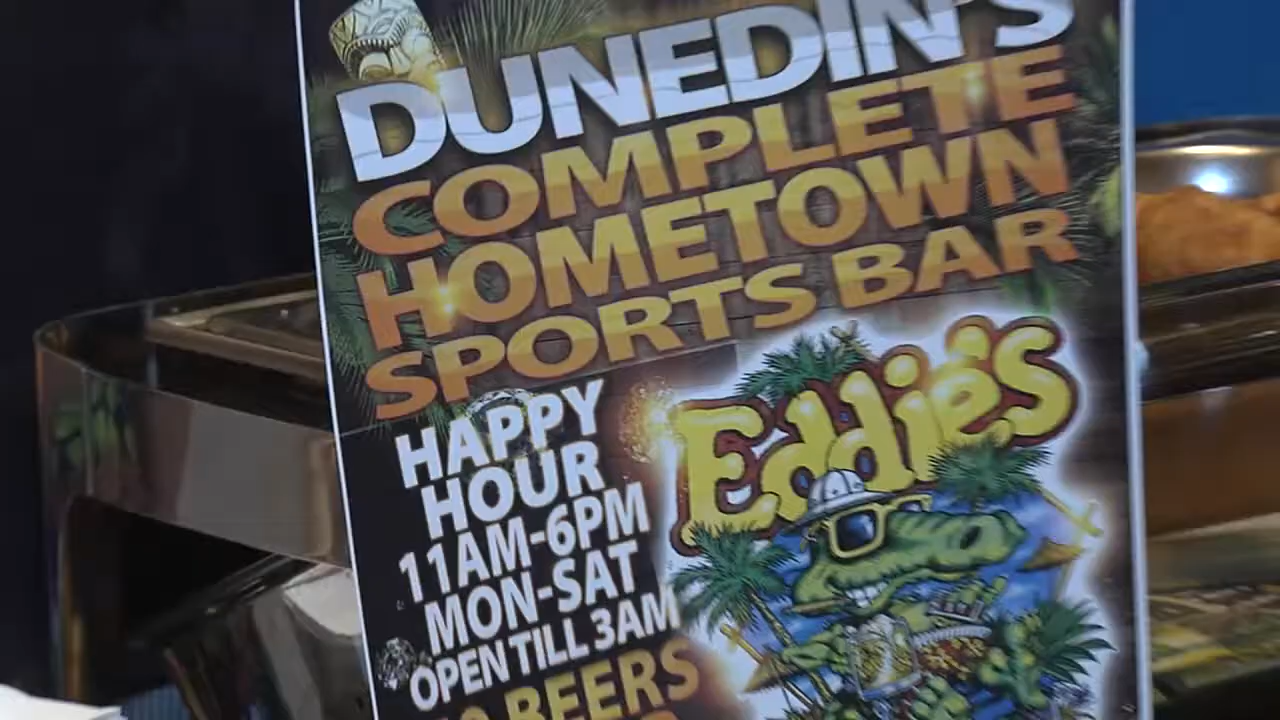 DUNEDIN'S
COMPLETE
HOMETOWN
SPORTS BAR
HAPPY
HOUR
11AM-6PM
MON-SAT
OPEN TILL 3AM
BEERS
Eddie's